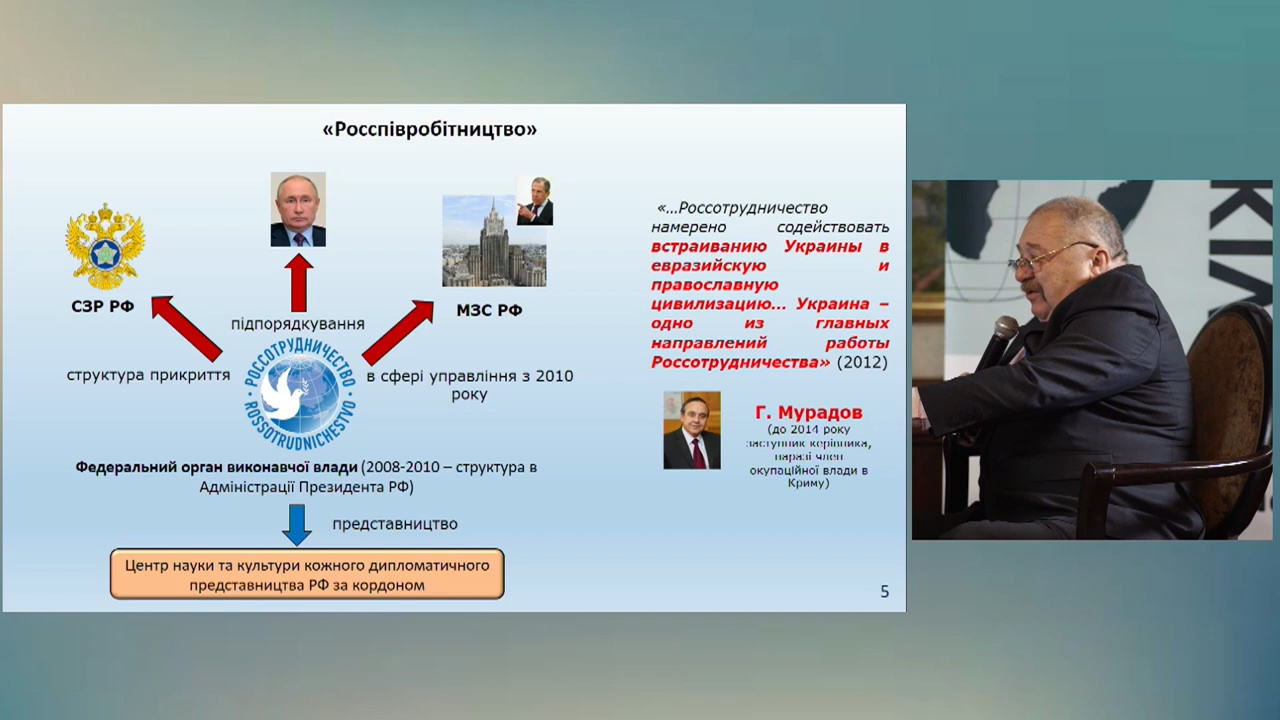 «Росспівробітництво»
СЗР РФ
МЗС РФ
підпорядкування
структура прикриття
в сфері управління з 2010
року
РОССОТРУДНИЧЕСТВО
ROSSOTRUDNICHESTVO
Федеральний орган виконавчої влади (2008-2010 – структура в
Адміністрації Президента РФ)
представництво
Центр науки та культури кожного дипломатичного
представництва РФ за кордоном
«…Россотрудничество
намерено содействовать
встраиванию Украины в
евразийскую и
православную
цивилизацию… Украина –
одно из главных
направлений работы
Россотрудничества» (2012)
Г. Мурадов
(до 2014 року
заступник керівника,
наразі член
окупаційної влади в
Криму)
5
КІЛ